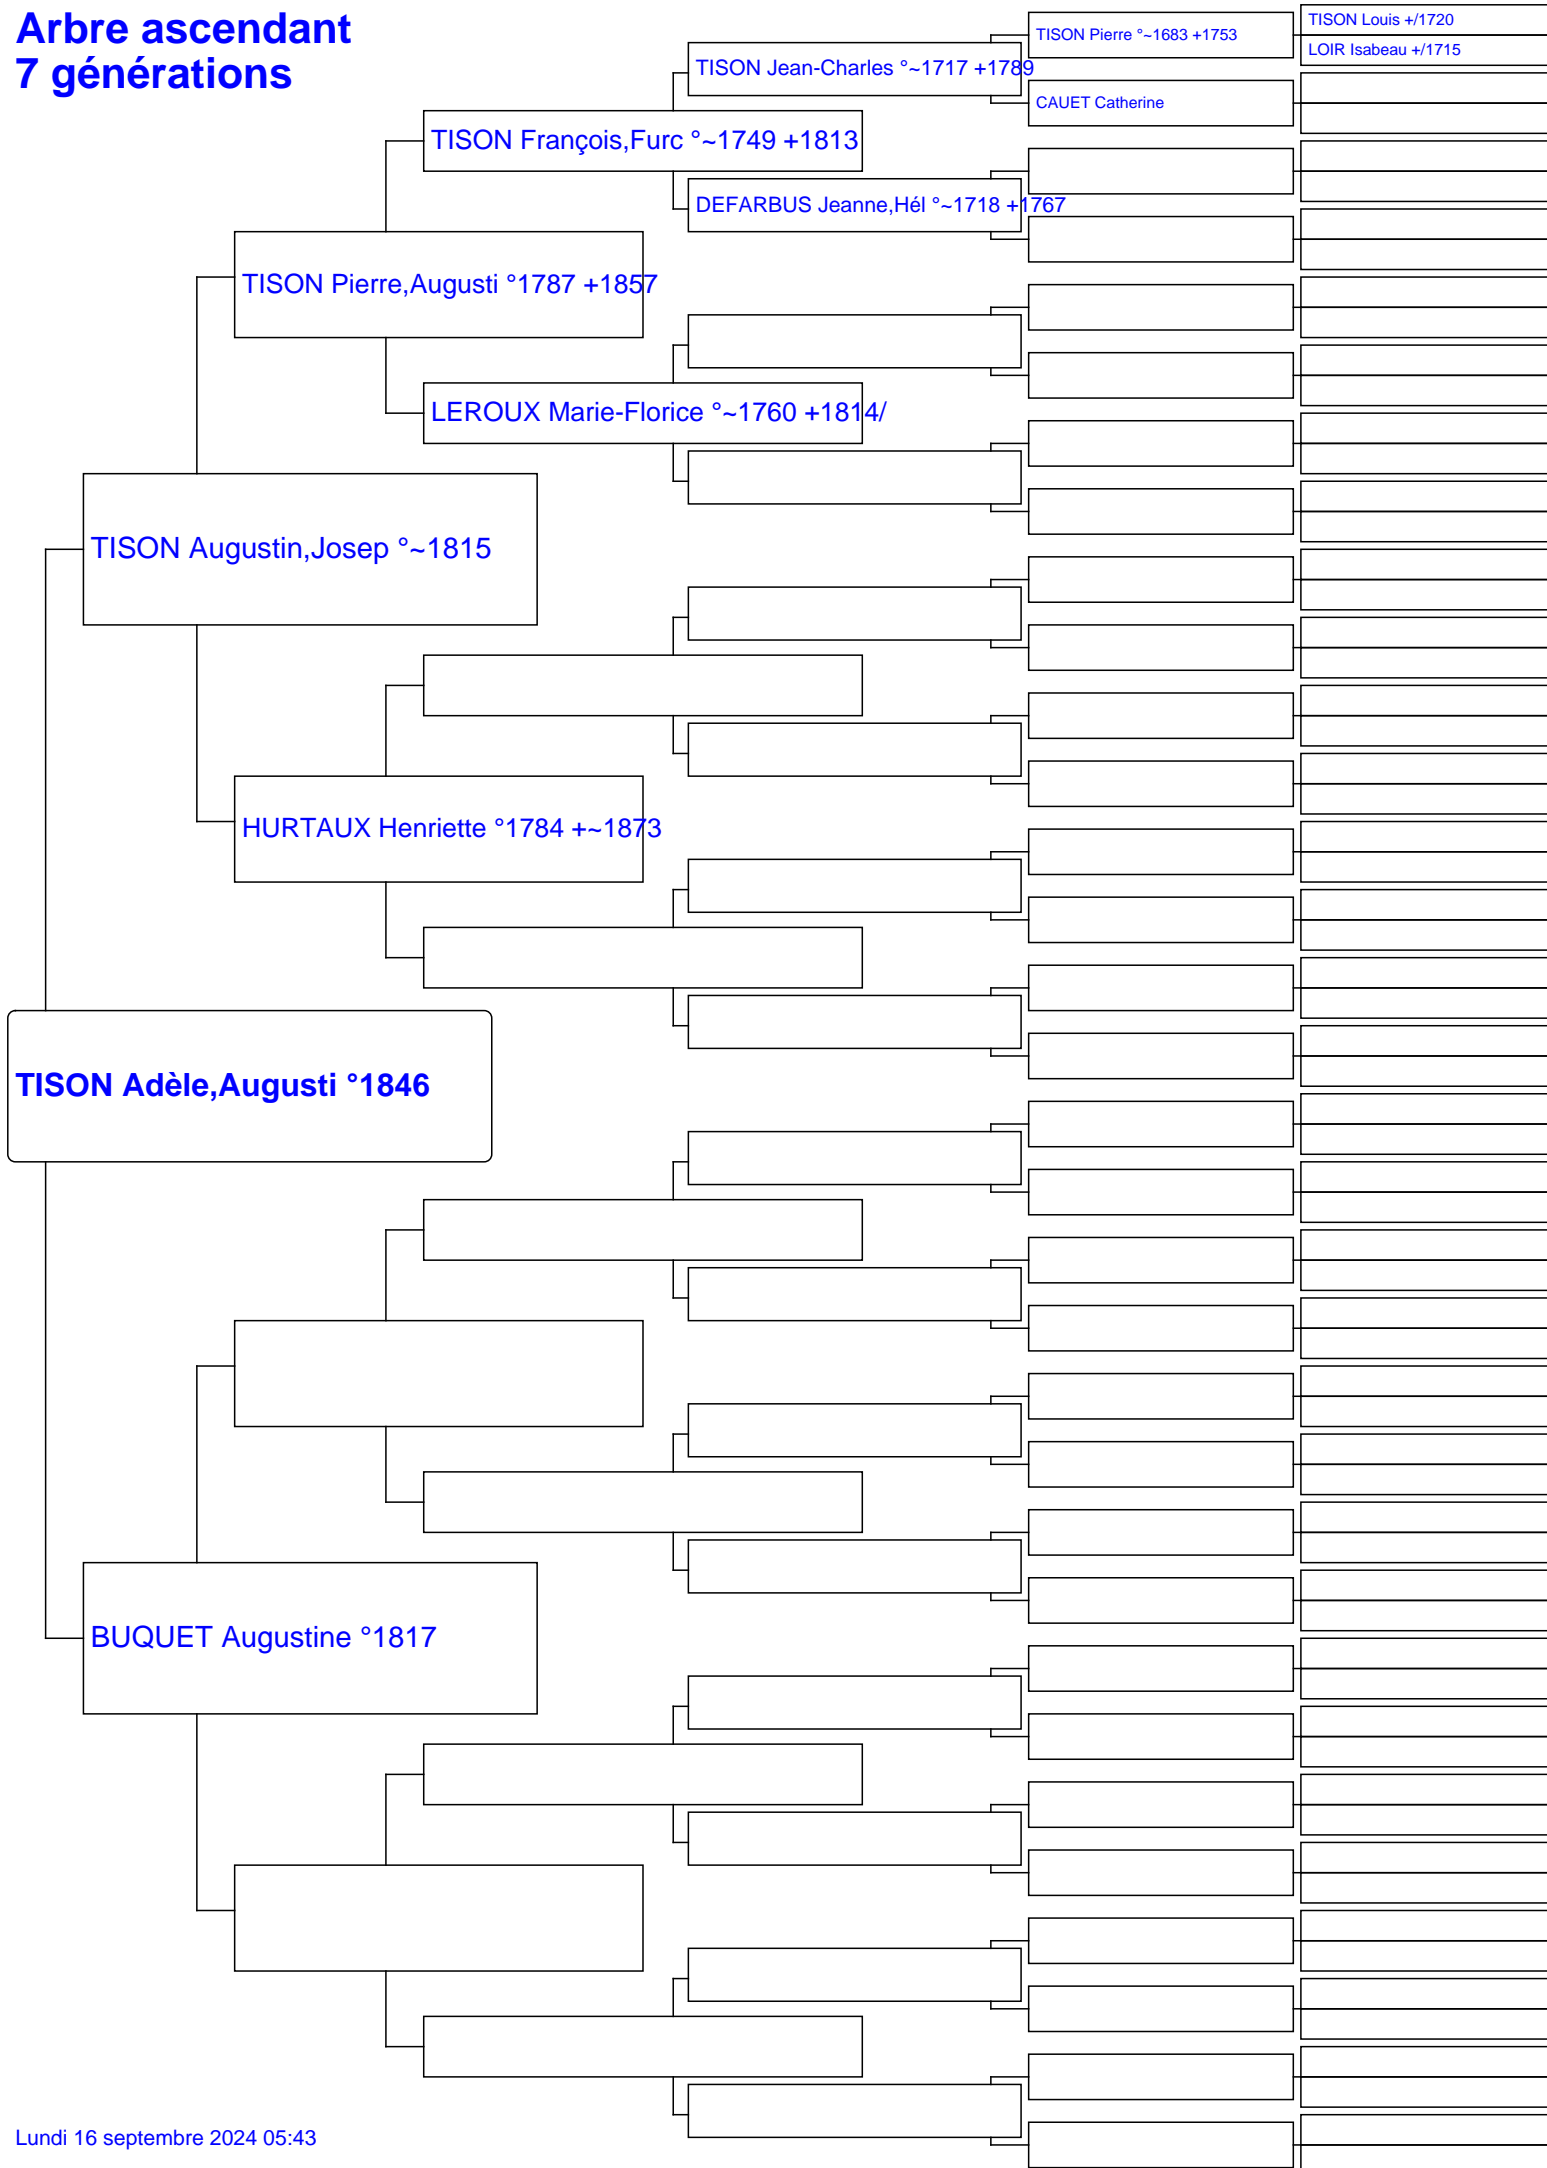 Arbre ascendant
7 générations
TISON Louis +/1720
TISON Pierre °~1683 +1753
LOIR Isabeau +/1715
TISON Jean-Charles °~1717 +1789
CAUET Catherine
TISON François,Furc °~1749 +1813
DEFARBUS Jeanne,Hél °~1718 +1767
TISON Pierre,Augusti °1787 +1857
LEROUX Marie-Florice °~1760 +1814/
TISON Augustin,Josep °~1815
HURTAUX Henriette °1784 +~1873
TISON Adèle,Augusti °1846
BUQUET Augustine °1817
Lundi 16 septembre 2024 05:43